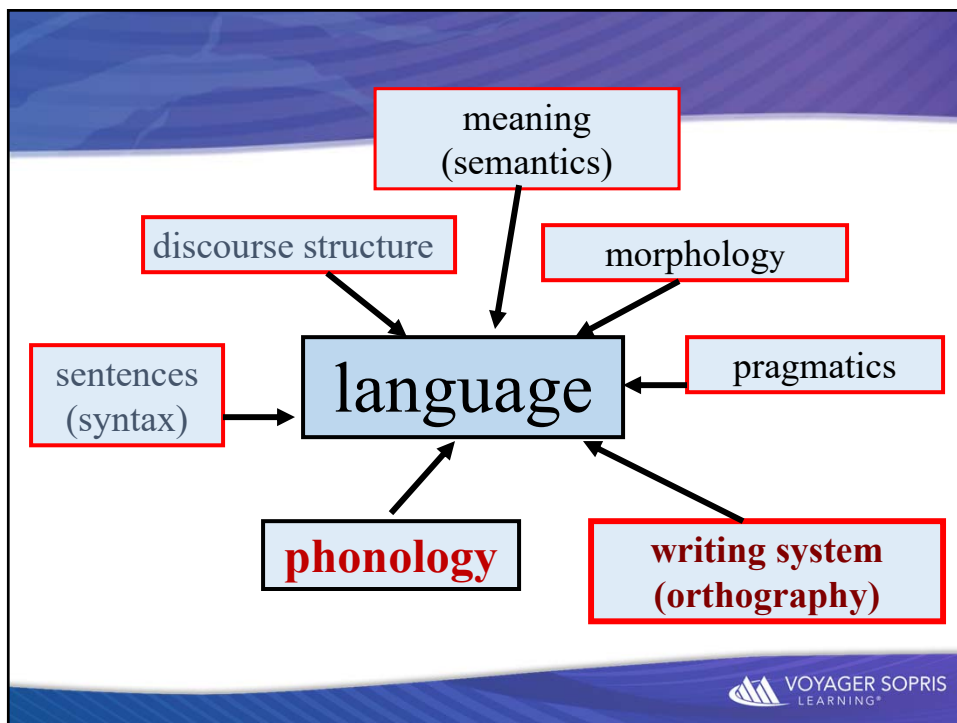 meaning
(semantics)
discourse structure
morphology
sentences
(syntax)
language
pragmatics
phonology
writing system
(orthography)
VOYAGER SOPRIS
LEARNING®